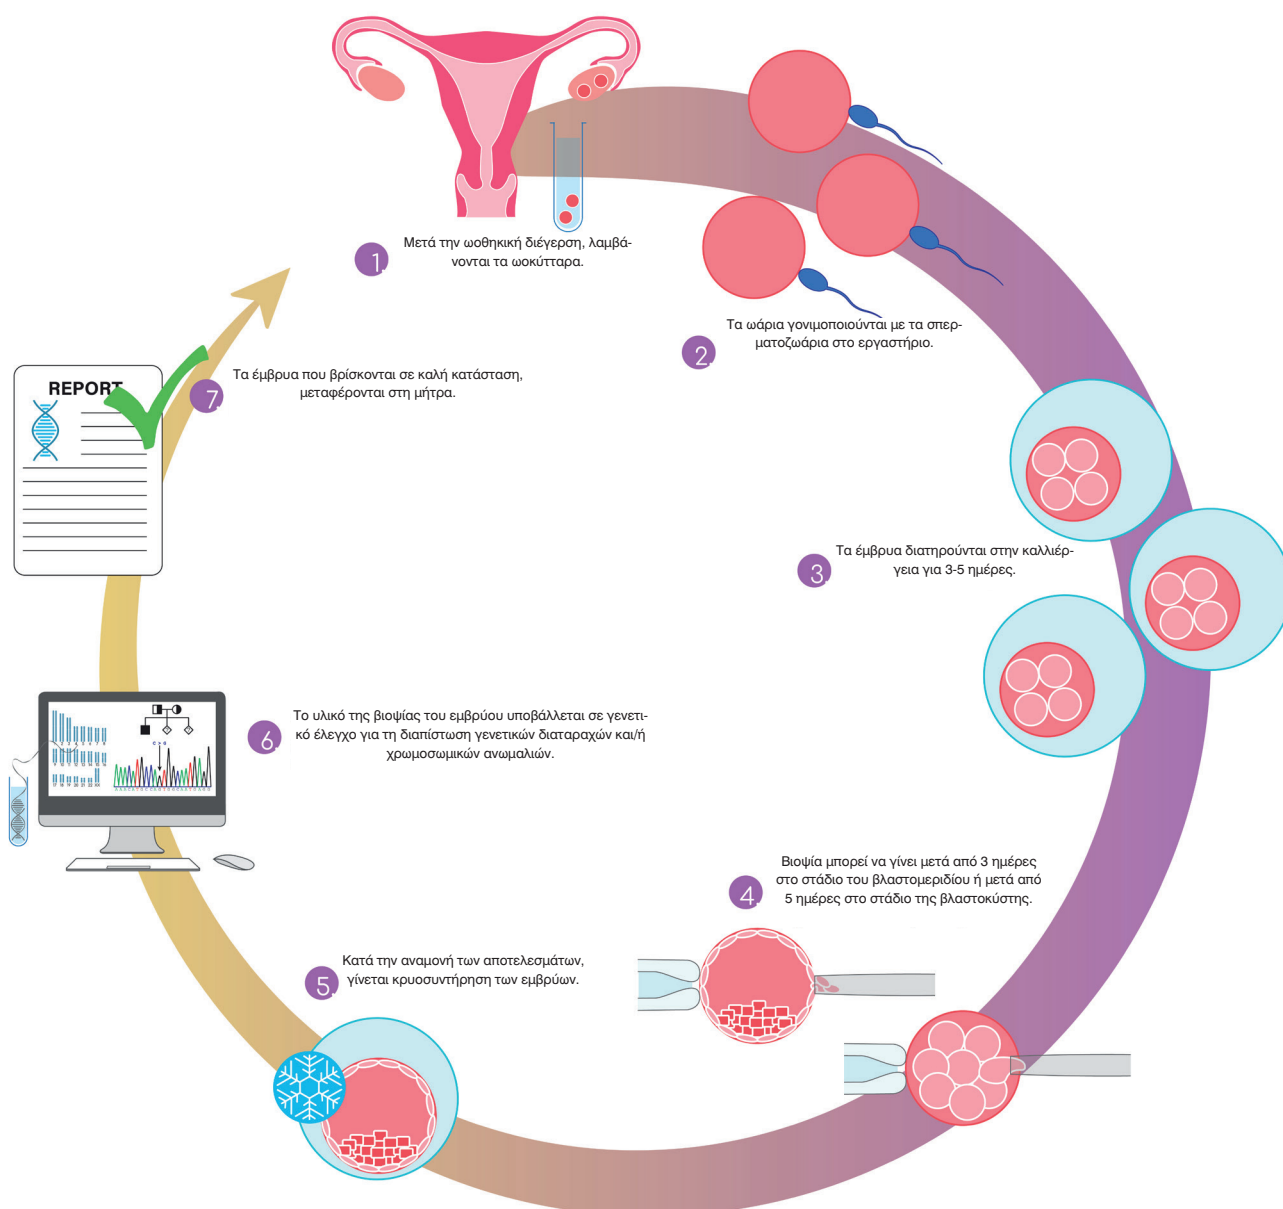 1.
Μετά την ωοθηκική διέγερση, λαμβά-
νονται τα ωοκύτταρα.
2.
Τα ωάρια γονιμοποιούνται με τα σπερ-
ματοζωάρια στο εργαστήριο.
3.
Τα έμβρυα διατηρούνται στην καλλιέρ-
γεια για 3-5 ημέρες.
4.
Βιοψία μπορεί να γίνει μετά από 3 ημέρες
στο στάδιο του βλαστομεριδίου ή μετά από
5 ημέρες στο στάδιο της βλαστοκύστης.
5.
Κατά την αναμονή των αποτελεσμάτων,
γίνεται κρυοσυντήρηση των εμβρύων.
6.
Το υλικό της βιοψίας του εμβρύου υποβάλλεται σε γενετι-
κό έλεγχο για τη διαπίστωση γενετικών διαταραχών και/ή
χρωμοσωμικών ανωμαλιών.
7.
Τα έμβρυα που βρίσκονται σε καλή κατάσταση,
μεταφέρονται στη μήτρα.
REPORT
C > G